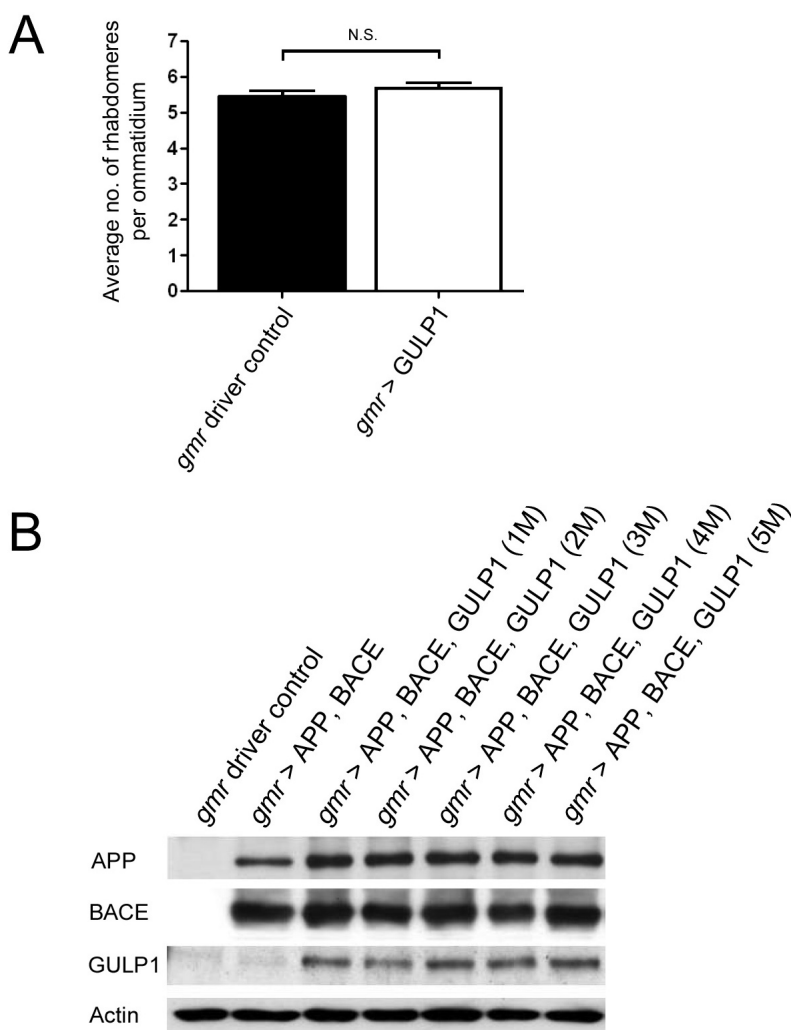 A
N.S.
Average no. of rhabdomeres
per ommatidium
7
6
5
4
3
2
1
0
gmr driver control
gmr > GULP1
B
gmr driver control
gmr > APP, BACE
gmr > APP, BACE, GULP1 (1M)
gmr > APP, BACE, GULP1 (2M)
gmr > APP, BACE, GULP1 (3M)
gmr > APP, BACE, GULP1 (4M)
gmr > APP, BACE, GULP1 (5M)
APP
BACE
GULP1
Actin